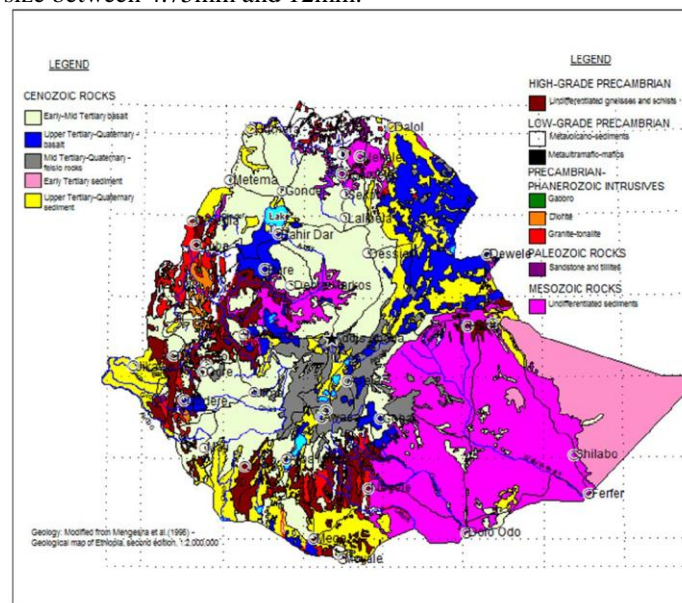 size between 4.75mm and 12mm.
LEGEND
CENOZOIC ROCKS
Early-Mid Tertiary basalt
Upper Tertiary-Quaternary -
basalt
Mid Tertiary-Quaternary -
felsic rocks
Early Tertiary sediment
Upper Tertiary-Quaternary
sediment
LEGEND
HIGH-GRADE PRECAMBRIAN
Undifferentiated gneisses and schists
LOW-GRADE PRECAMBRIAN
Metavolcano-sediments
Metaultramafic-mafics
PRECAMBRIAN-
PHANEROZOIC INTRUSIVES
Gabbro
Diorite
Granite-tonalite
PALEOZOIC ROCKS
Sandstone and tillites
MESOZOIC ROCKS
Undifferentiated sediments
Dalol
Metema
Gonder
Lake
Lalibela
Bahir Dar
Dessie
Dewele
Shilabo
Ferfer
Dolo Odo
Mega
Moyale
Geology: Modified from Mengesha et al.(1996) -
Geological map of Ethiopia, second edition, 1:2,000,000